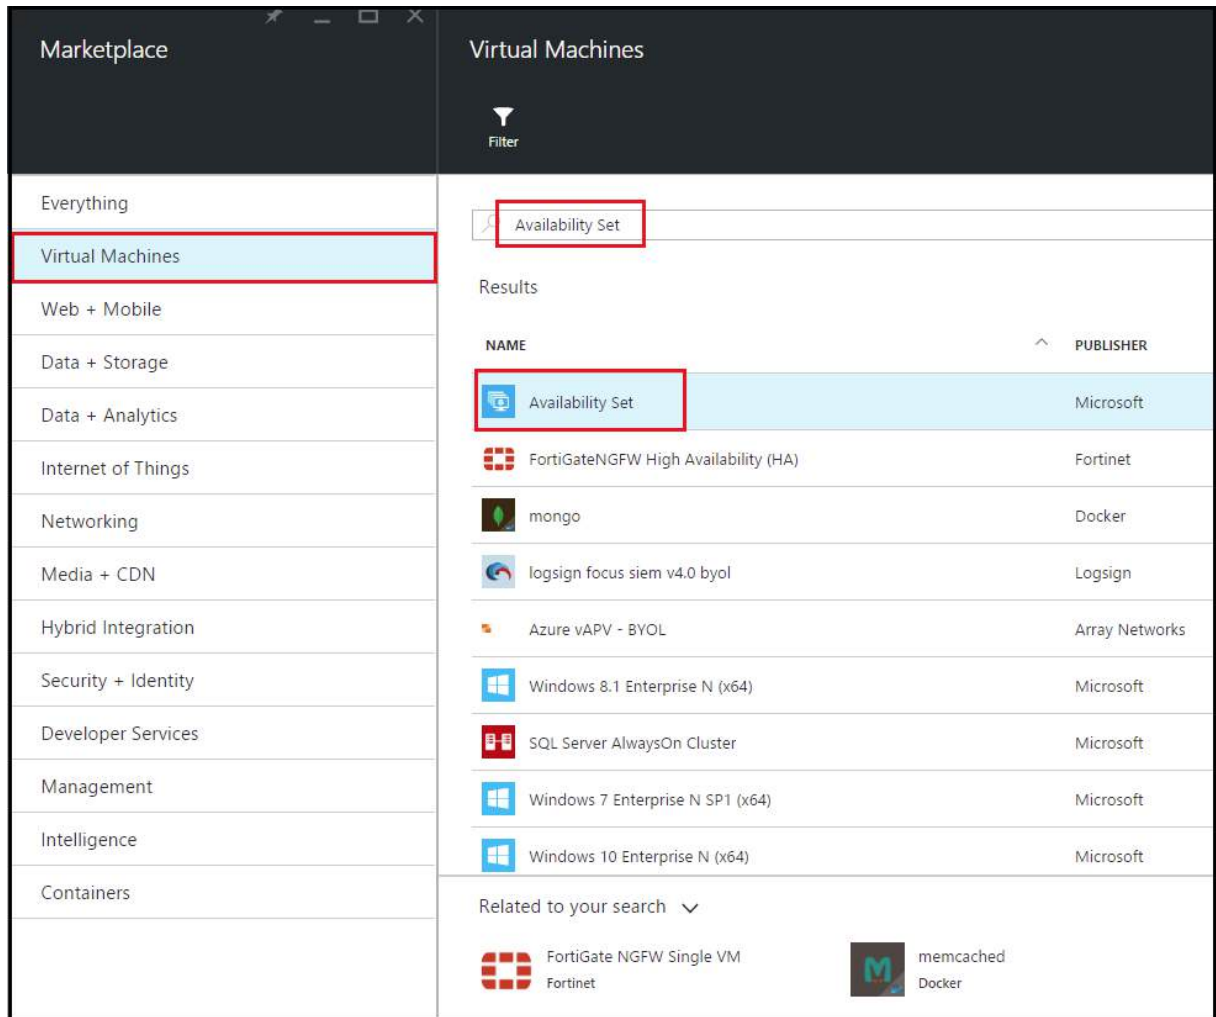 Marketplace
Everything
Virtual Machines
Web + Mobile
Data + Storage
Data + Analytics
Internet of Things
Networking
Media + CDN
Hybrid Integration
Security + Identity
Developer Services
Management
Intelligence
Containers
Virtual Machines
Filter
Availability Set
Results
NAME PUBLISHER
Availability Set Microsoft
FortiGateNGFW High Availability (HA) Fortinet
mongo Docker
logsign focus siem v4.0 byol Logsign
Azure vAPV - BYOL Array Networks
Windows 8.1 Enterprise N (x64) Microsoft
SQL Server AlwaysOn Cluster Microsoft
Windows 7 Enterprise N SP1 (x64) Microsoft
Windows 10 Enterprise N (x64) Microsoft
Related to your search
FortiGate NGFW Single VM
Fortinet
memcached
Docker